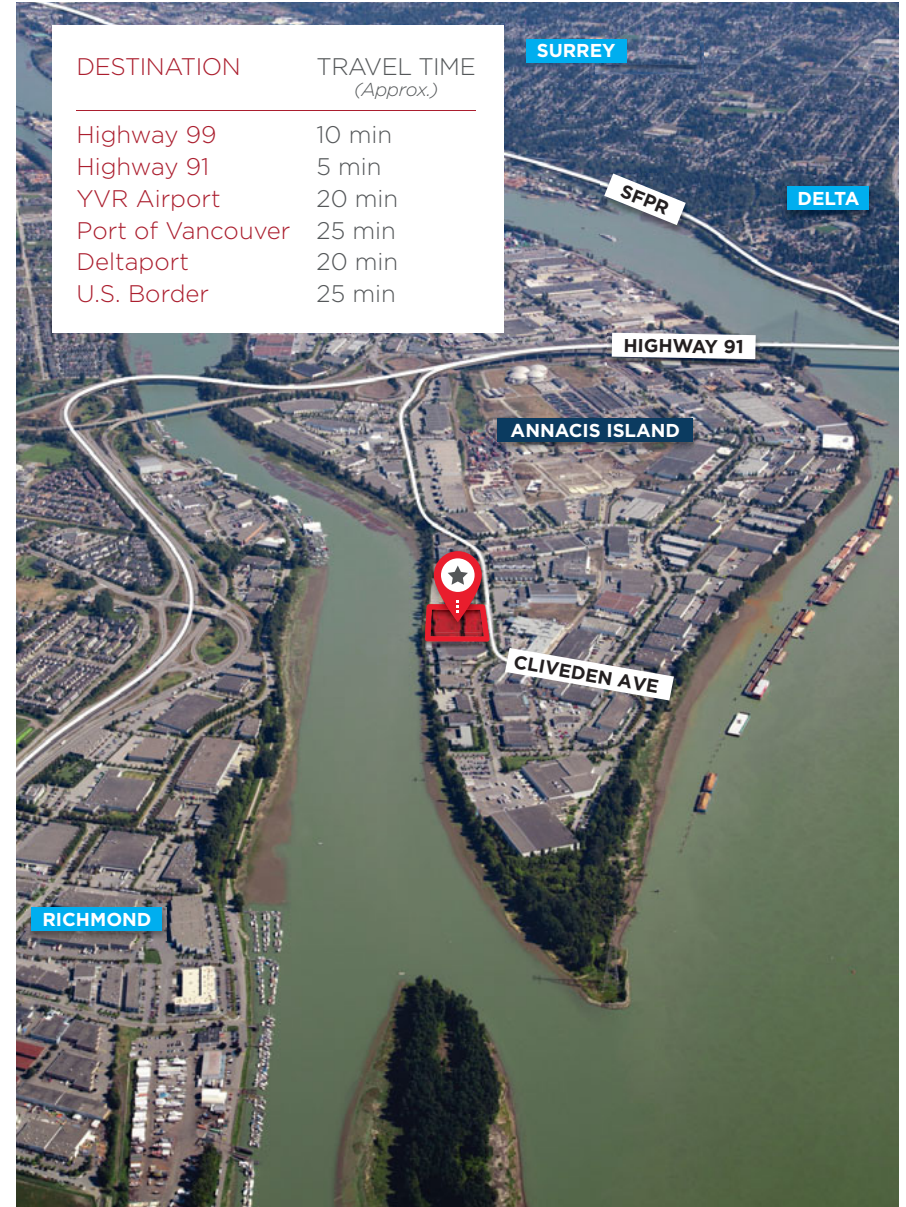 DESTINATION TRAVEL TIME
(Approx.)
Highway 99 10 min
Highway 91 5 min
YVR Airport 20 min
Port of Vancouver 25 min
Deltaport 20 min
U.S. Border 25 min
SURREY
SFPR
DELTA
HIGHWAY 91
ANNACIS ISLAND
CLIVEDEN AVE
RICHMOND